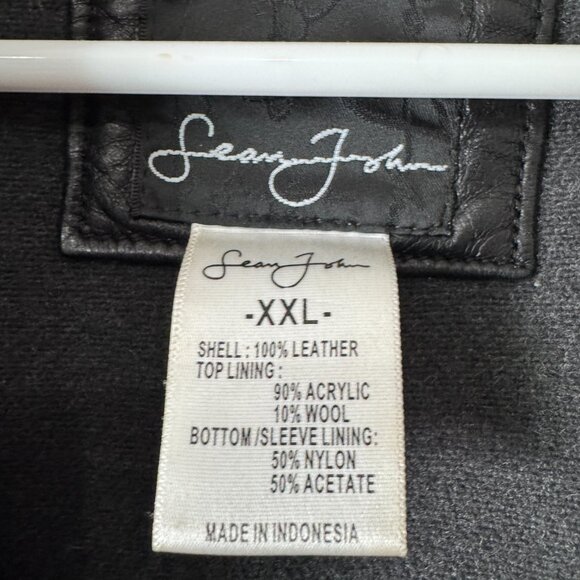 Sean John
Sean John
-XXL-
SHELL: 100% LEATHER
TOP LINING:
90% ACRYLIC
10% WOOL
BOTTOM/SLEEVE LINING:
50% NYLON
50% ACETATE
MADE IN INDONESIA